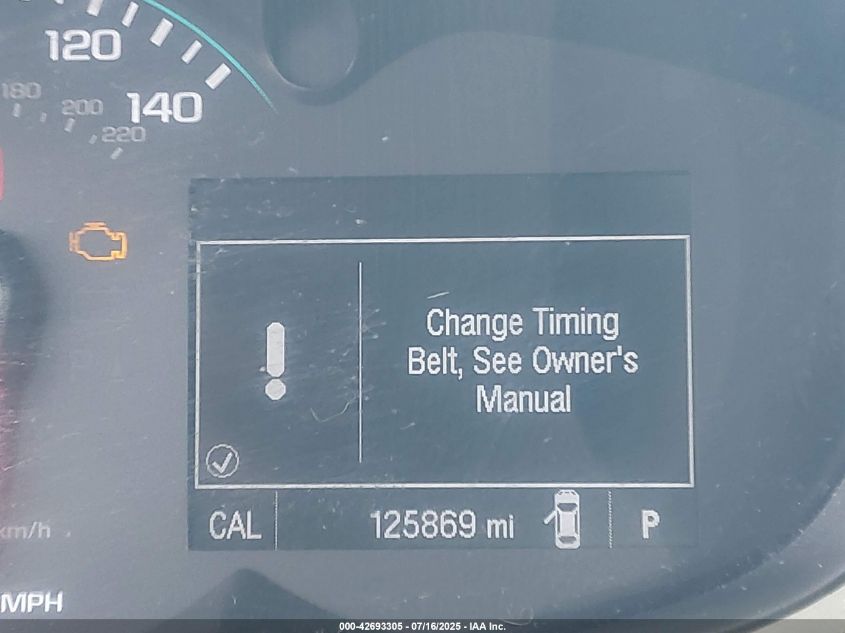 120
140
180
200
220
Change Timing
Belt, See Owner's
Manual
CAL 125869 mi P
km/h
MPH
000-42693305 - 07/16/2025 - IAA Inc.